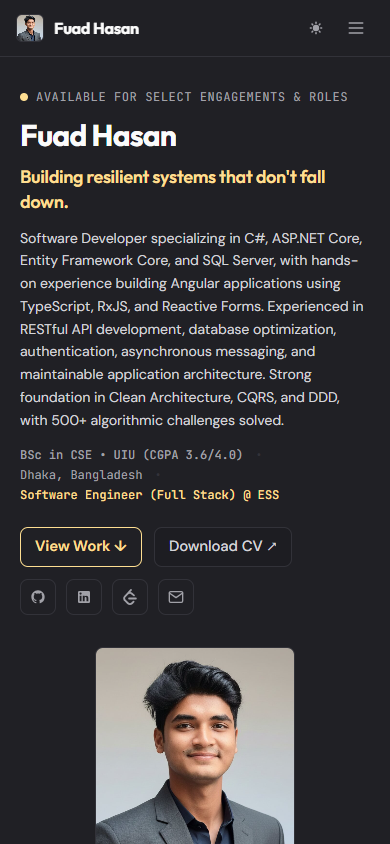 Fuad Hasan
AVAILABLE FOR SELECT ENGAGEMENTS & ROLES
Fuad Hasan
Building resilient systems that don't fall
down.
Software Developer specializing in C#, ASP.NET Core,
Entity Framework Core, and SQL Server, with hands-
on experience building Angular applications using
TypeScript, RxJS, and Reactive Forms. Experienced in
RESTful API development, database optimization,
authentication, asynchronous messaging, and
maintainable application architecture. Strong
foundation in Clean Architecture, CQRS, and DDD,
with 500+ algorithmic challenges solved.
BSc in CSE • UIU (CGPA 3.6/4.0) ·
Dhaka, Bangladesh ·
Software Engineer (Full Stack) @ ESS
View Work ↓ Download CV ↗